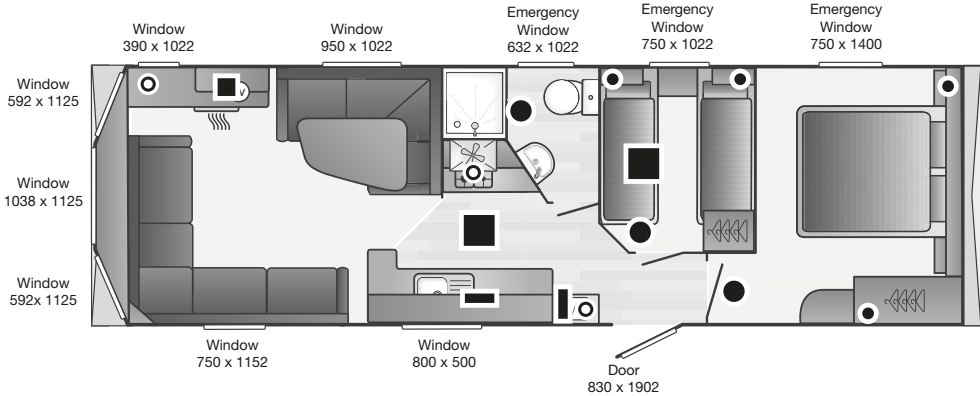 Window
390 x 1022
Window
950 x 1022
Emergency
Window
632 x 1022
Emergency
Window
750 x 1022
Emergency
Window
750 x 1400
Window
592 x 1125
Window
1038 x 1125
Window
592x 1125
Window
750 x 1152
Window
800 x 500
Door
830 x 1902